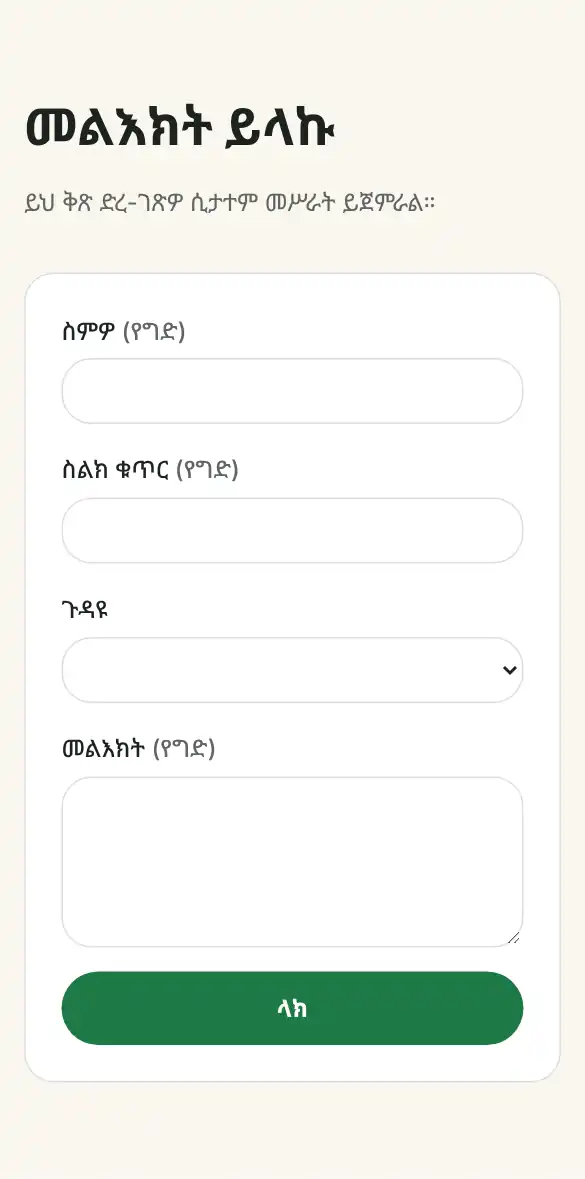 መልእክት ይላኩ
ይህ ቅጽ ድረ-ገጽዎ ሲታተም መሥራት ይጀምራል።
ስምዎ (የግድ)
ስልክ ቁጥር (የግድ)
ጉዳዩ
መልእክት (የግድ)
ላክ